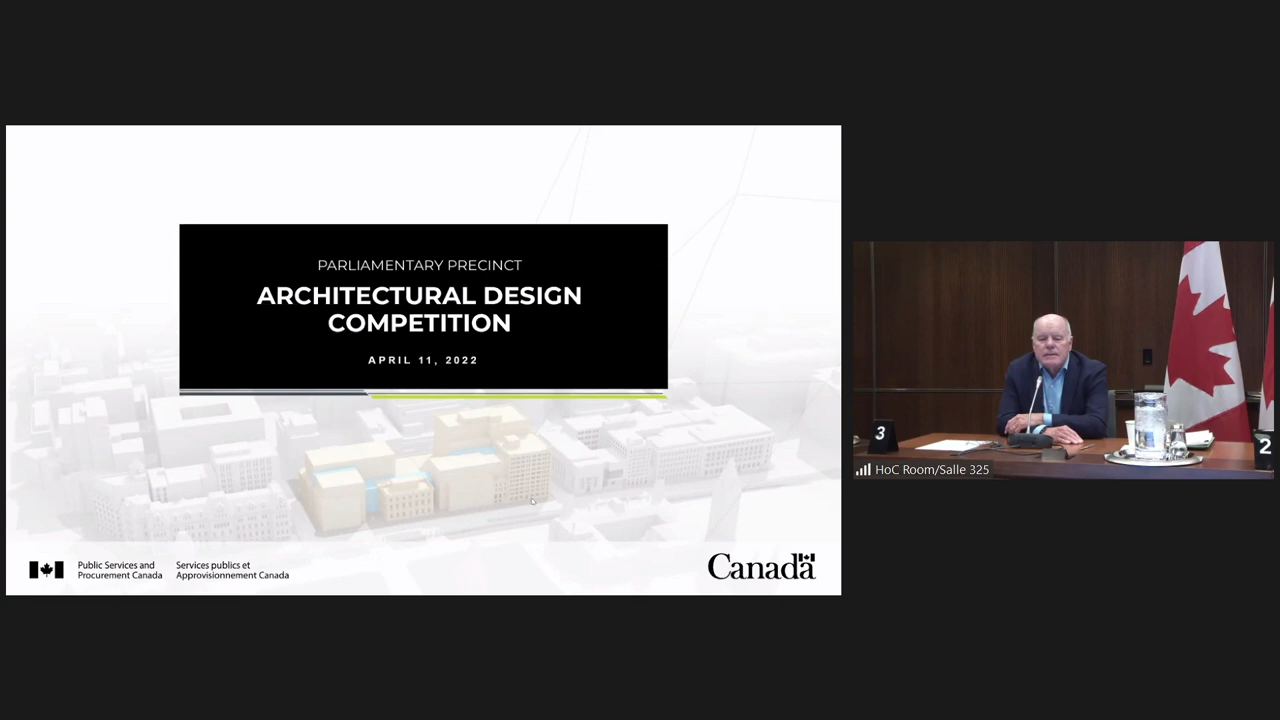 PARLIAMENTARY PRECINCT
ARCHITECTURAL DESIGN
COMPETITION
APRIL 11, 2022
Public Services and
Procurement Canada
Services publics et
Approvisionnement Canada
Canada
3
2
HoC Room/Salle 325